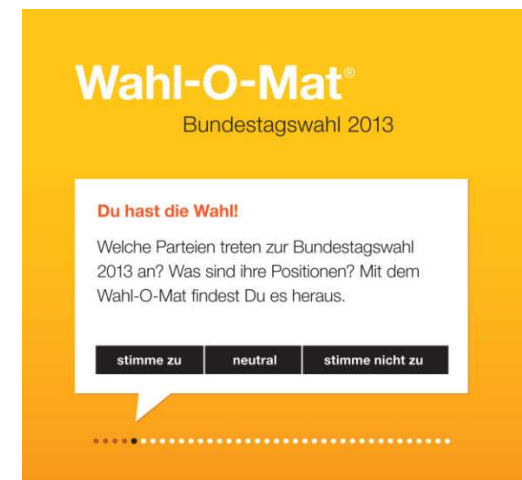 Wahl-O-Mat®
Bundestagswahl 2013
Du hast die Wahl!
Welche Parteien treten zur Bundestagswahl
2013 an? Was sind ihre Positionen? Mit dem
Wahl-O-Mat findest Du es heraus.
stimme zu neutral stimme nicht zu